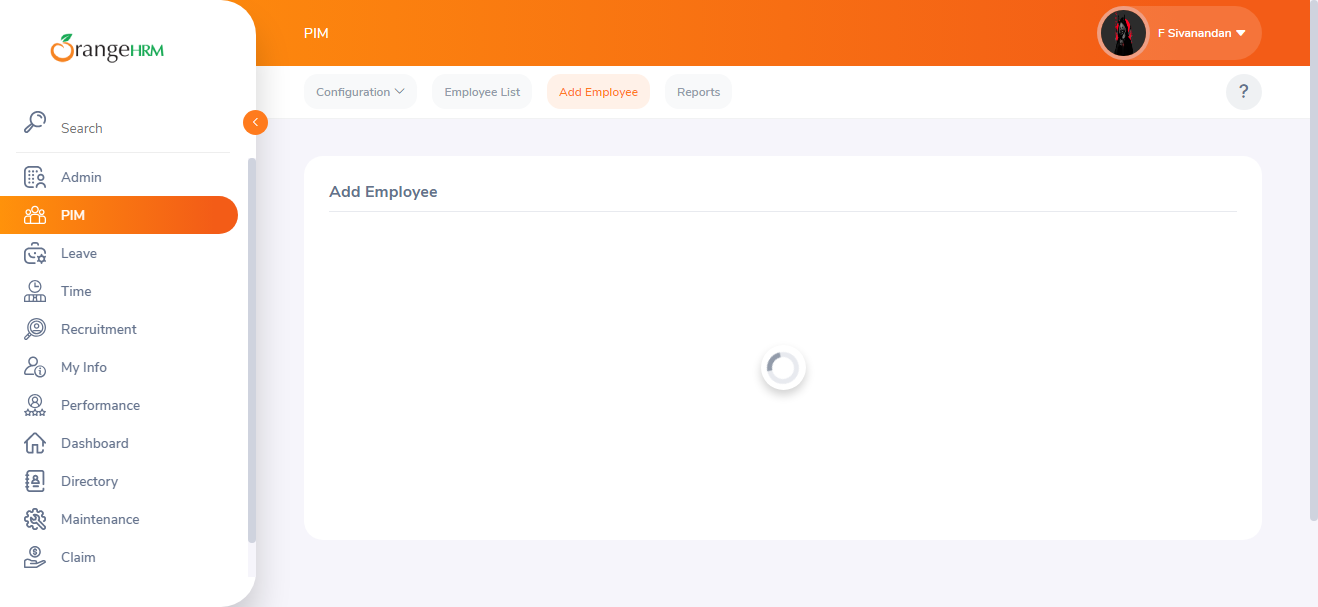 OrangeHRM
PIM
F Sivanandan
Configuration
Employee List
Add Employee
Reports
?
Search
Admin
PIM
Leave
Time
Recruitment
My Info
Performance
Dashboard
Directory
Maintenance
Claim
Add Employee